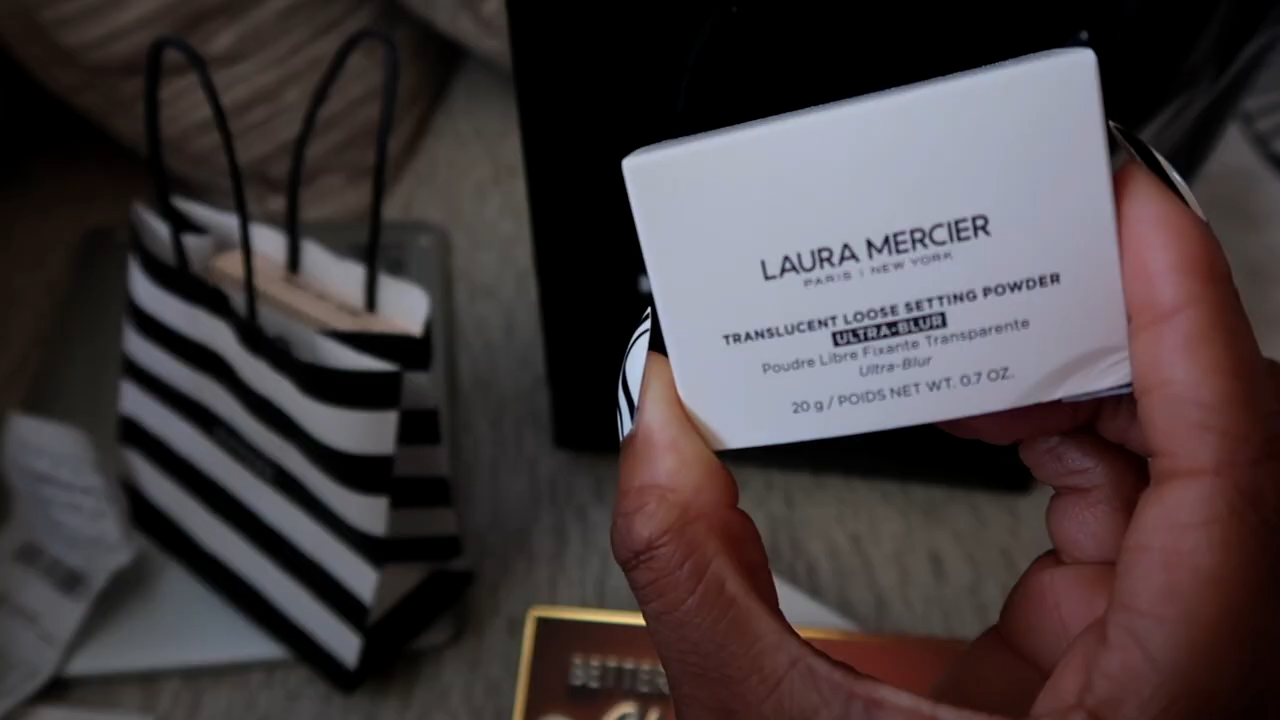 LAURA MERCIER
PARIS | NEW YORK
TRANSLUCENT LOOSE SETTING POWDER
ULTRA-BLUR
Poudre Libre Fixante Transparente
Ultra-Blur
20 g / POIDS NET WT. 0.7 OZ.